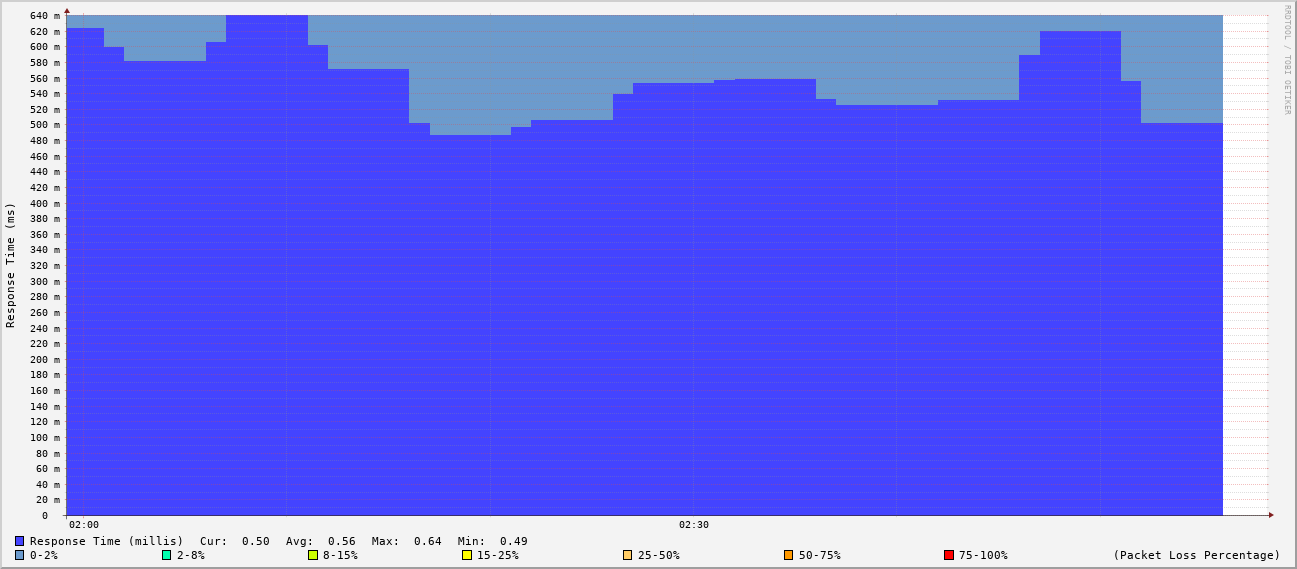 RRDTOOL / TOBI OETIKER
Response Time (ms)
640 m
620 m
600 m
580 m
560 m
540 m
520 m
500 m
480 m
460 m
440 m
420 m
400 m
380 m
360 m
340 m
320 m
300 m
280 m
260 m
240 m
220 m
200 m
180 m
160 m
140 m
120 m
100 m
80 m
60 m
40 m
20 m
0
02:00 02:30
Response Time (millis) Cur: 0.50 Avg: 0.56 Max: 0.64 Min: 0.49
0-2% 2-8% 8-15% 15-25% 25-50% 50-75% 75-100% (Packet Loss Percentage)